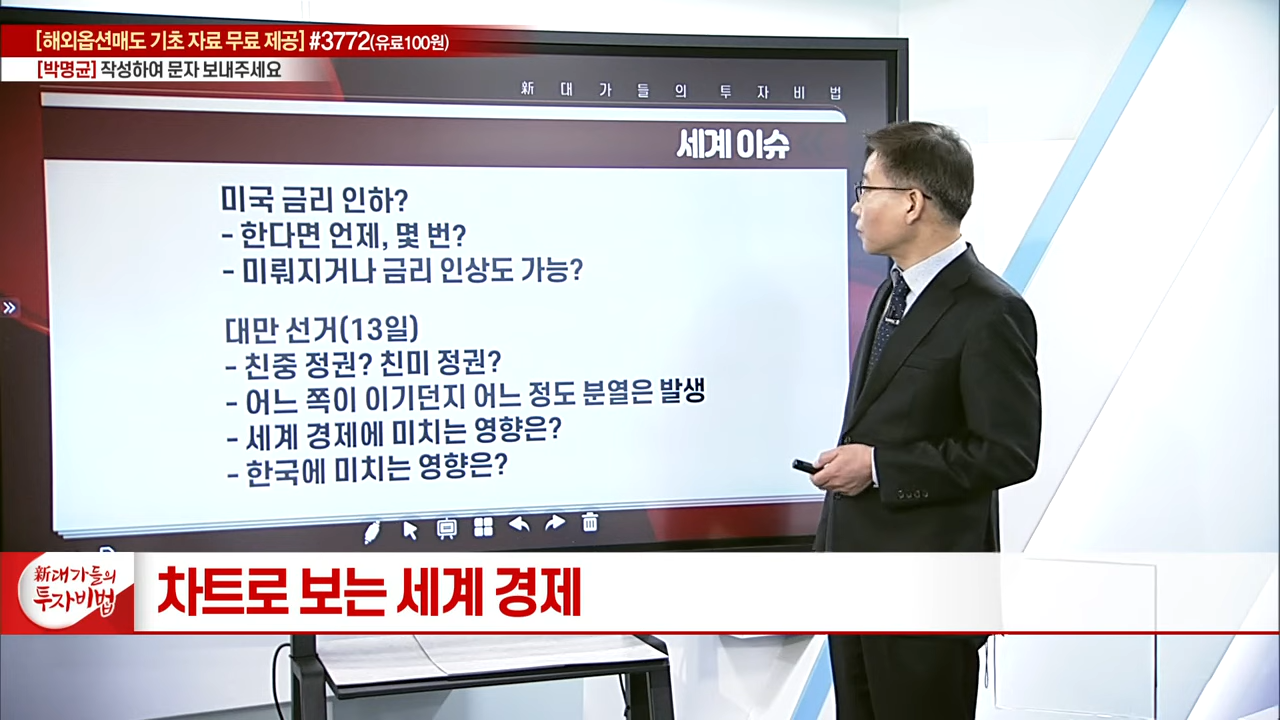 [해외옵션매도 기초 자료 무료 제공] #3772(유료100원)
[박명균] 작성하여 문자 보내주세요
新 대 가 들 의 투 자 비 법
세계 이슈
미국 금리 인하?
- 한다면 언제, 몇 번?
- 미뤄지거나 금리 인상도 가능?
대만 선거(13일)
- 친중 정권? 친미 정권?
- 어느 쪽이 이기던지 어느 정도 분열은 발생
- 세계 경제에 미치는 영향은?
- 한국에 미치는 영향은?
新대가들의
투자비법
차트로 보는 세계 경제